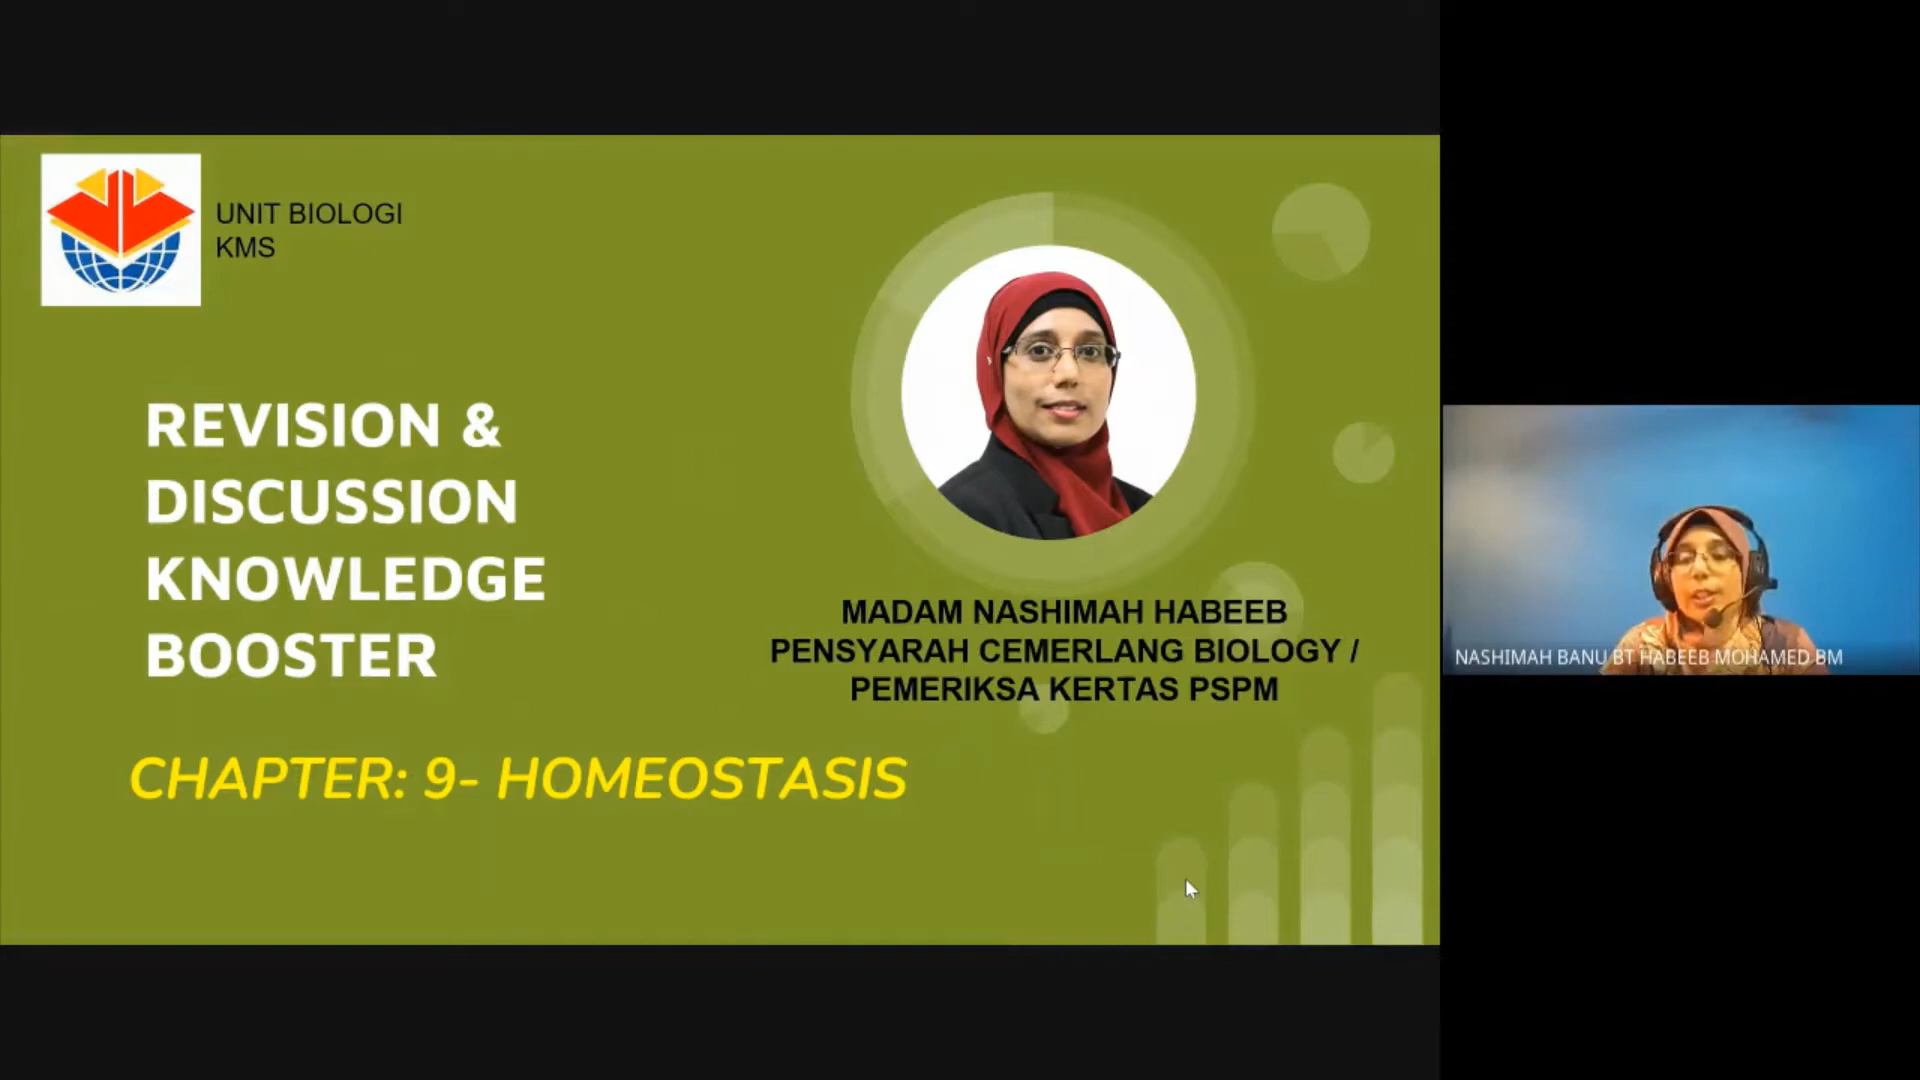 UNIT BIOLOGI
KMS
REVISION &
DISCUSSION
KNOWLEDGE
BOOSTER
CHAPTER: 9- HOMEOSTASIS
MADAM NASHIMAH HABEEB
PENSYARAH CEMERLANG BIOLOGY /
PEMERIKSA KERTAS PSPM
NASHIMAH BANU BT HABEEB MOHAMED BM